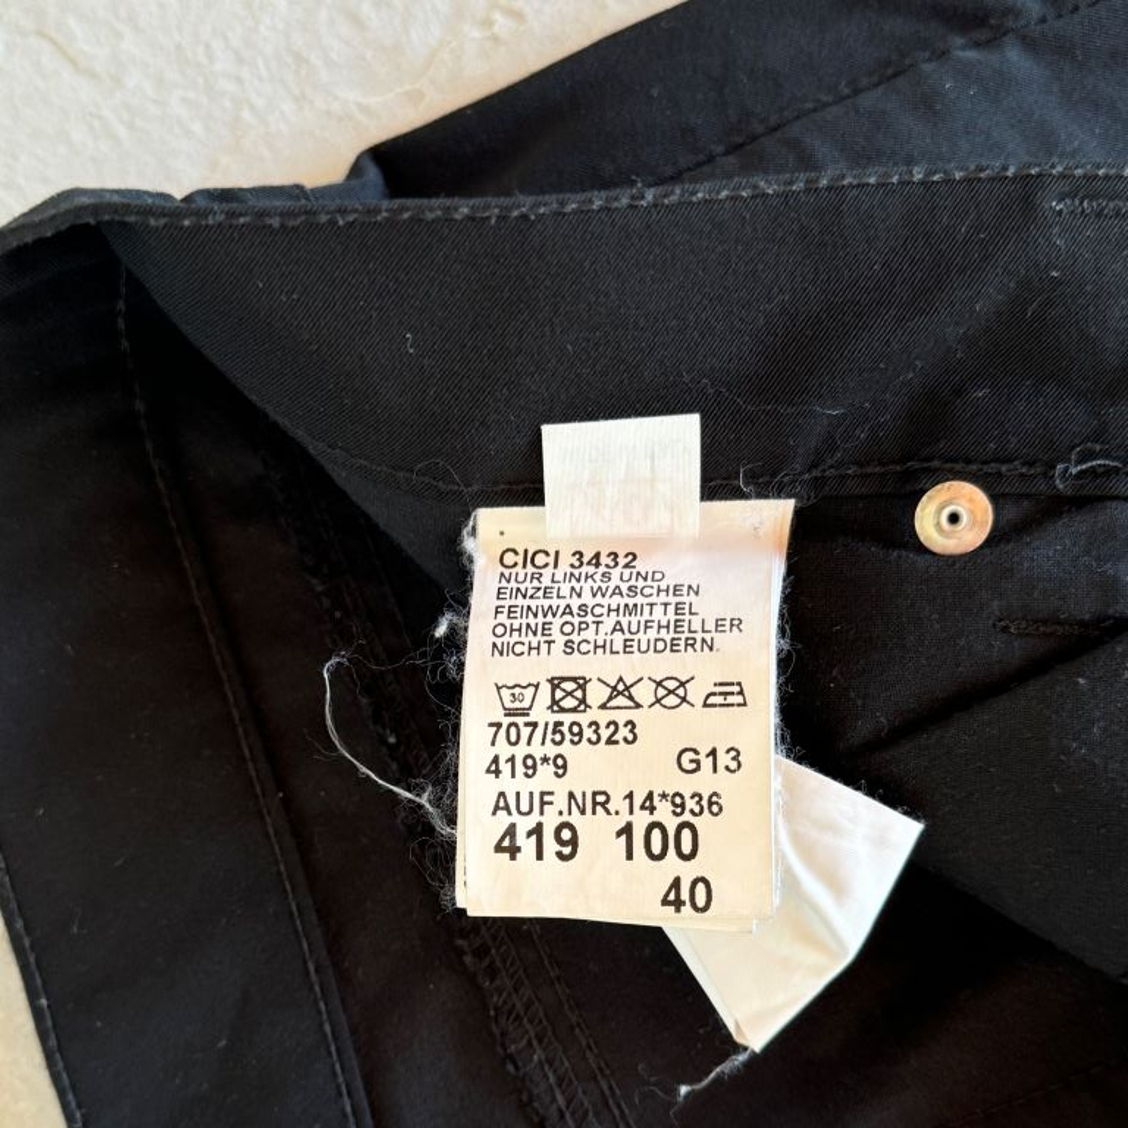 CICI 3432
NUR LINKS UND
EINZELN WASCHEN
FEINWASCHMITTEL
OHNE OPT.AUFHELLER
NICHT SCHLEUDERN.
30
707/59323
419*9 G13
AUF.NR.14*936
419 100
40